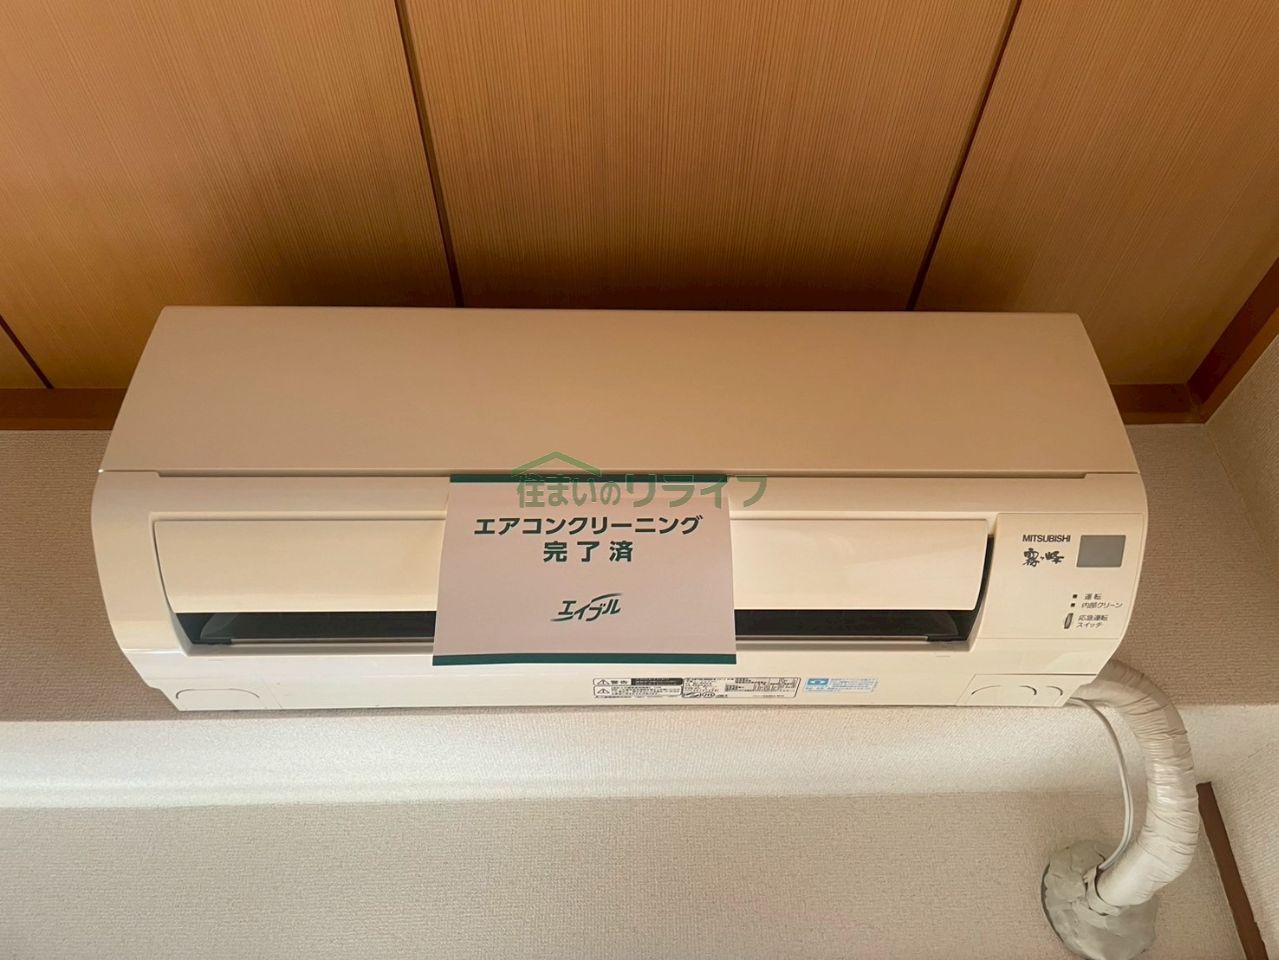 住まいのリライフ
エアコンクリーニング
完了済
エイブル
MITSUBISHI
霧ヶ峰
運転
内部クリーン
応急運転
スイッチ
警告